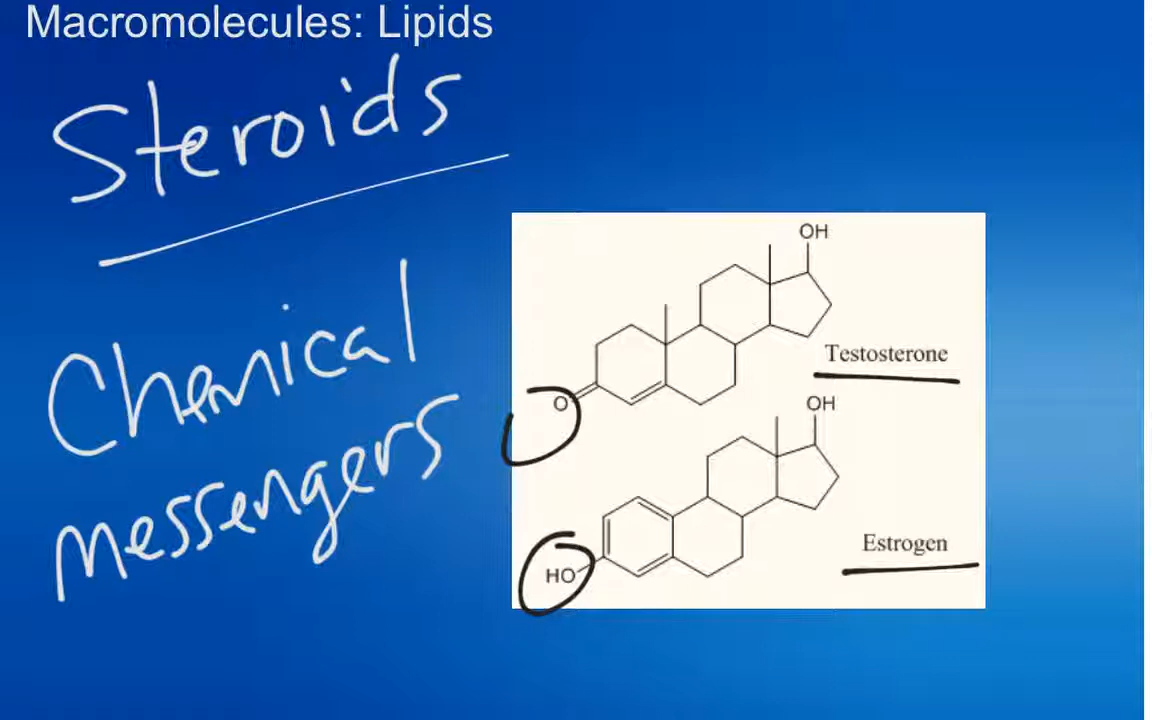 Macromolecules: Lipids
Steroids
Chemical
messengers
OH
Testosterone
O
OH
Estrogen
HO